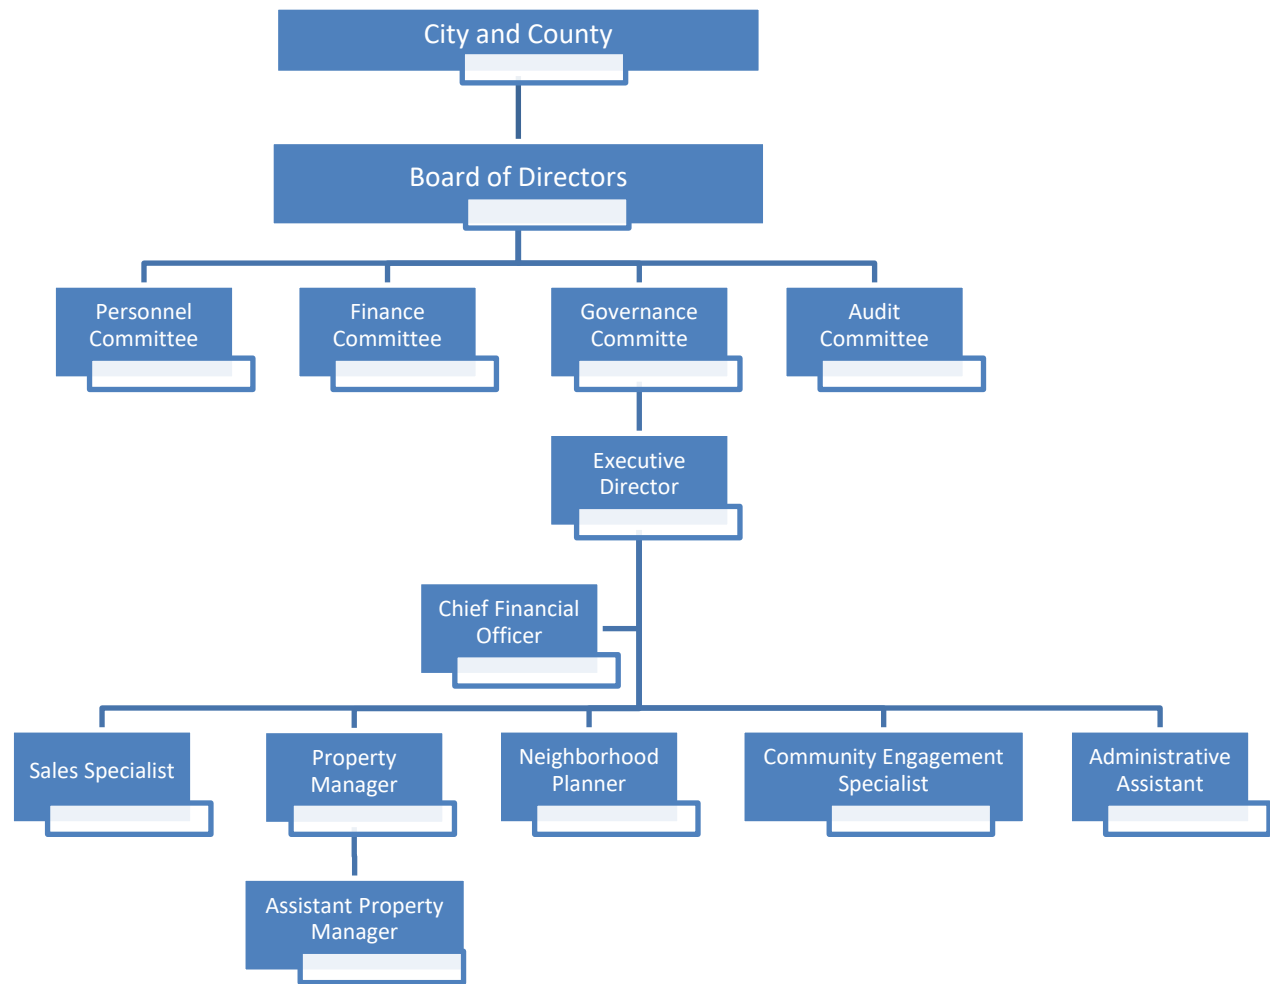 City and County
Board of Directors
Personnel
Committee
Finance
Committee
Governance
Committe
Audit
Committee
Executive
Director
Chief Financial
Officer
Sales Specialist
Property
Manager
Neighborhood
Planner
Community Engagement
Specialist
Administrative
Assistant
Assistant Property
Manager